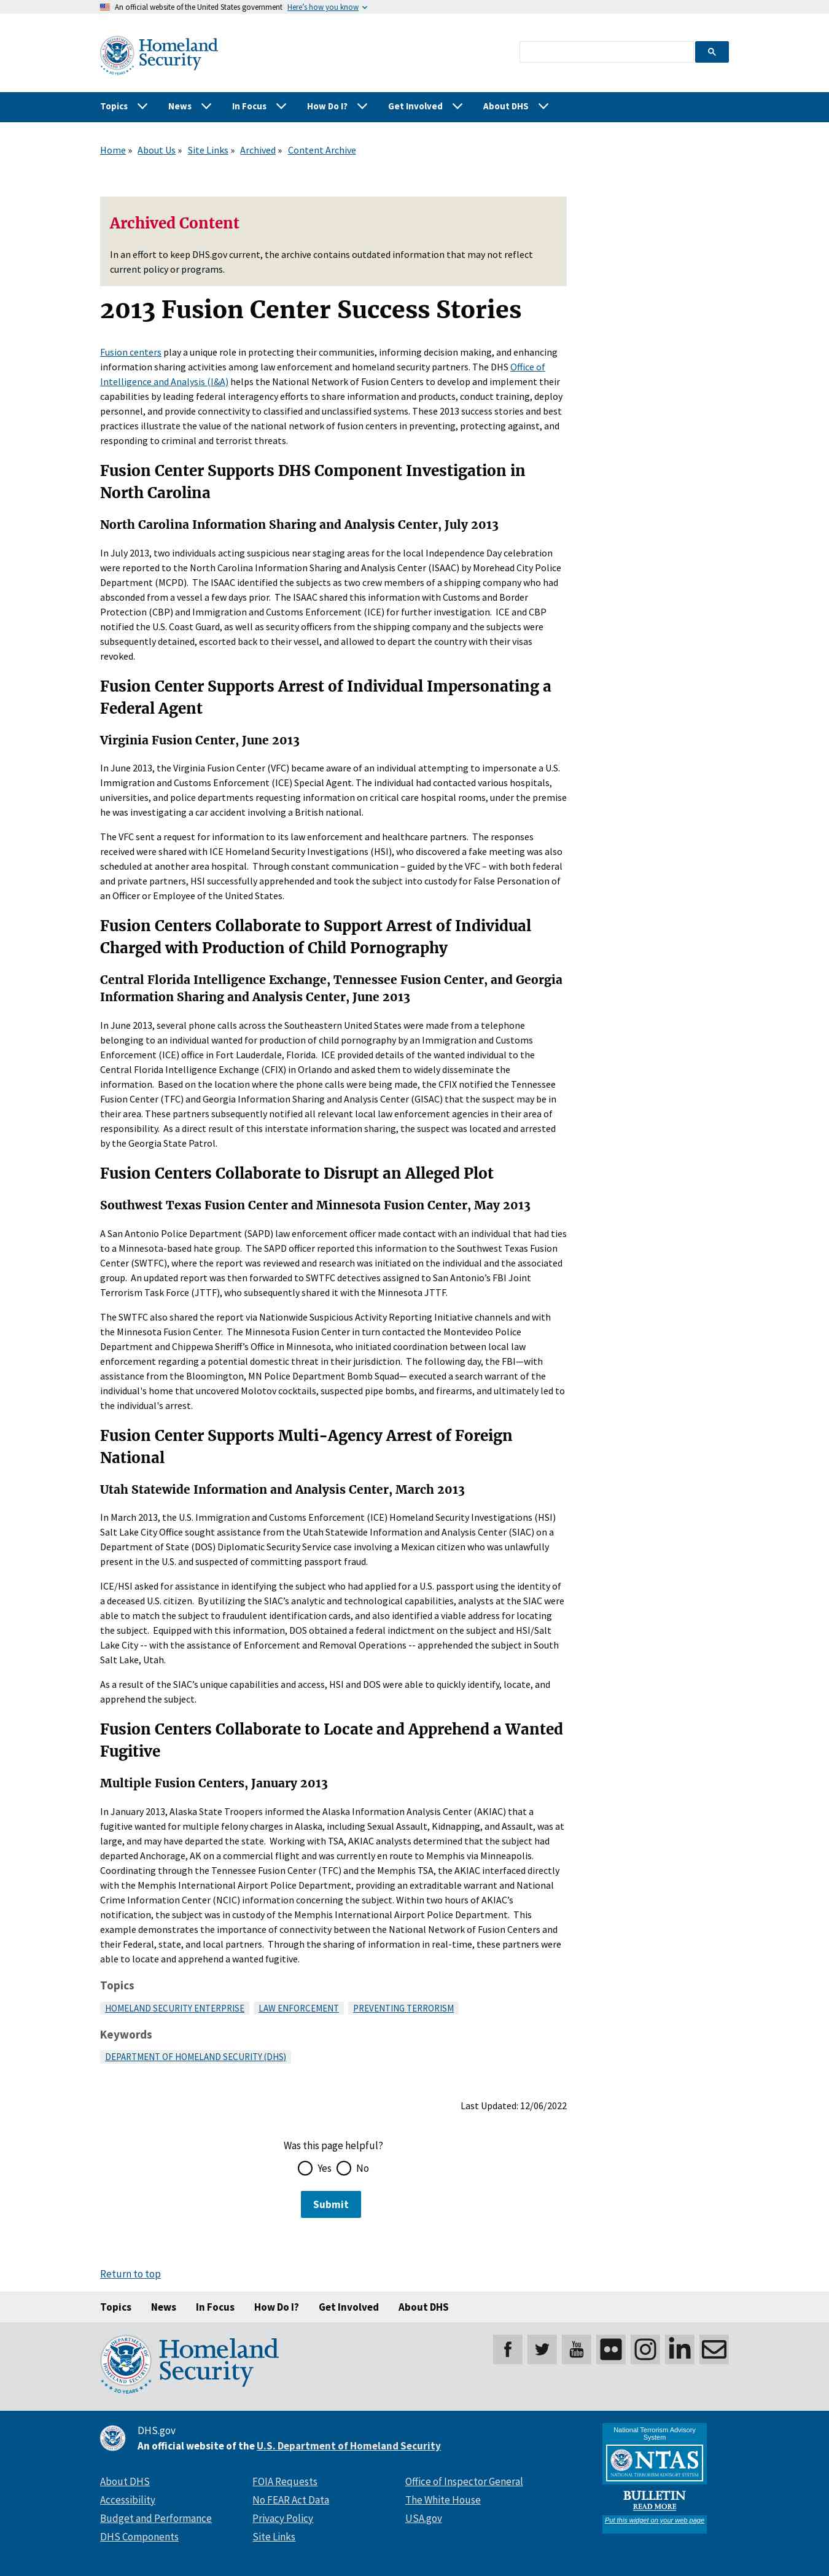 An official website of the United States government Here's how you know
Homeland
Security
Topics News In Focus How Do I? Get Involved About DHS
Home » About Us » Site Links » Archived » Content Archive
Archived Content
In an effort to keep DHS.gov current, the archive contains outdated information that may not reflect
current policy or programs.
2013 Fusion Center Success Stories
Fusion centers play a unique role in protecting their communities, informing decision making, and enhancing
information sharing activities among law enforcement and homeland security partners. The DHS Office of
Intelligence and Analysis (I&A) helps the National Network of Fusion Centers to develop and implement their
capabilities by leading federal interagency efforts to share information and products, conduct training, deploy
personnel, and provide connectivity to classified and unclassified systems. These 2013 success stories and best
practices illustrate the value of the national network of fusion centers in preventing, protecting against, and
responding to criminal and terrorist threats.
Fusion Center Supports DHS Component Investigation in
North Carolina
North Carolina Information Sharing and Analysis Center, July 2013
In July 2013, two individuals acting suspicious near staging areas for the local Independence Day celebration
were reported to the North Carolina Information Sharing and Analysis Center (ISAAC) by Morehead City Police
Department (MCPD). The ISAAC identified the subjects as two crew members of a shipping company who had
absconded from a vessel a few days prior. The ISAAC shared this information with Customs and Border
Protection (CBP) and Immigration and Customs Enforcement (ICE) for further investigation. ICE and CBP
notified the U.S. Coast Guard, as well as security officers from the shipping company and the subjects were
subsequently detained, escorted back to their vessel, and allowed to depart the country with their visas
revoked.
Fusion Center Supports Arrest of Individual Impersonating a
Federal Agent
Virginia Fusion Center, June 2013
In June 2013, the Virginia Fusion Center (VFC) became aware of an individual attempting to impersonate a U.S.
Immigration and Customs Enforcement (ICE) Special Agent. The individual had contacted various hospitals,
universities, and police departments requesting information on critical care hospital rooms, under the premise
he was investigating a car accident involving a British national.
The VFC sent a request for information to its law enforcement and healthcare partners. The responses
received were shared with ICE Homeland Security Investigations (HSI), who discovered a fake meeting was also
scheduled at another area hospital. Through constant communication – guided by the VFC – with both federal
and private partners, HSI successfully apprehended and took the subject into custody for False Personation of
an Officer or Employee of the United States.
Fusion Centers Collaborate to Support Arrest of Individual
Charged with Production of Child Pornography
Central Florida Intelligence Exchange, Tennessee Fusion Center, and Georgia
Information Sharing and Analysis Center, June 2013
In June 2013, several phone calls across the Southeastern United States were made from a telephone
belonging to an individual wanted for production of child pornography by an Immigration and Customs
Enforcement (ICE) office in Fort Lauderdale, Florida. ICE provided details of the wanted individual to the
Central Florida Intelligence Exchange (CFIX) in Orlando and asked them to widely disseminate the
information. Based on the location where the phone calls were being made, the CFIX notified the Tennessee
Fusion Center (TFC) and Georgia Information Sharing and Analysis Center (GISAC) that the suspect may be in
their area. These partners subsequently notified all relevant local law enforcement agencies in their area of
responsibility. As a direct result of this interstate information sharing, the suspect was located and arrested
by the Georgia State Patrol.
Fusion Centers Collaborate to Disrupt an Alleged Plot
Southwest Texas Fusion Center and Minnesota Fusion Center, May 2013
A San Antonio Police Department (SAPD) law enforcement officer made contact with an individual that had ties
to a Minnesota-based hate group. The SAPD officer reported this information to the Southwest Texas Fusion
Center (SWTFC), where the report was reviewed and research was initiated on the individual and the associated
group. An updated report was then forwarded to SWTFC detectives assigned to San Antonio's FBI Joint
Terrorism Task Force (JTTF), who subsequently shared it with the Minnesota JTTF.
The SWTFC also shared the report via Nationwide Suspicious Activity Reporting Initiative channels and with
the Minnesota Fusion Center. The Minnesota Fusion Center in turn contacted the Montevideo Police
Department and Chippewa Sheriff's Office in Minnesota, who initiated coordination between local law
enforcement regarding a potential domestic threat in their jurisdiction. The following day, the FBI—with
assistance from the Bloomington, MN Police Department Bomb Squad— executed a search warrant of the
individual's home that uncovered Molotov cocktails, suspected pipe bombs, and firearms, and ultimately led to
the individual's arrest.
Fusion Center Supports Multi-Agency Arrest of Foreign
National
Utah Statewide Information and Analysis Center, March 2013
In March 2013, the U.S. Immigration and Customs Enforcement (ICE) Homeland Security Investigations (HSI)
Salt Lake City Office sought assistance from the Utah Statewide Information and Analysis Center (SIAC) on a
Department of State (DOS) Diplomatic Security Service case involving a Mexican citizen who was unlawfully
present in the U.S. and suspected of committing passport fraud.
ICE/HSI asked for assistance in identifying the subject who had applied for a U.S. passport using the identity of
a deceased U.S. citizen. By utilizing the SIAC's analytic and technological capabilities, analysts at the SIAC were
able to match the subject to fraudulent identification cards, and also identified a viable address for locating
the subject. Equipped with this information, DOS obtained a federal indictment on the subject and HSI/Salt
Lake City -- with the assistance of Enforcement and Removal Operations -- apprehended the subject in South
Salt Lake, Utah.
As a result of the SIAC's unique capabilities and access, HSI and DOS were able to quickly identify, locate, and
apprehend the subject.
Fusion Centers Collaborate to Locate and Apprehend a Wanted
Fugitive
Multiple Fusion Centers, January 2013
In January 2013, Alaska State Troopers informed the Alaska Information Analysis Center (AKIAC) that a
fugitive wanted for multiple felony charges in Alaska, including Sexual Assault, Kidnapping, and Assault, was at
large, and may have departed the state. Working with TSA, AKIAC analysts determined that the subject had
departed Anchorage, AK on a commercial flight and was currently en route to Memphis via Minneapolis.
Coordinating through the Tennessee Fusion Center (TFC) and the Memphis TSA, the AKIAC interfaced directly
with the Memphis International Airport Police Department, providing an extraditable warrant and National
Crime Information Center (NCIC) information concerning the subject. Within two hours of AKIAC's
notification, the subject was in custody of the Memphis International Airport Police Department. This
example demonstrates the importance of connectivity between the National Network of Fusion Centers and
their Federal, state, and local partners. Through the sharing of information in real-time, these partners were
able to locate and apprehend a wanted fugitive.
Topics
HOMELAND SECURITY ENTERPRISE LAW ENFORCEMENT PREVENTING TERRORISM
Keywords
DEPARTMENT OF HOMELAND SECURITY (DHS)
Last Updated: 12/06/2022
Was this page helpful?
Yes No
Submit
Return to top
Topics News In Focus How Do I? Get Involved About DHS
Homeland
Security
You
Tube
DHS.gov
An official website of the U.S. Department of Homeland Security
About DHS FOIA Requests Office of Inspector General
Accessibility No FEAR Act Data The White House
Budget and Performance Privacy Policy USA.gov
DHS Components Site Links
National Terrorism Advisory
System
NTAS
NATIONAL TERRORISM ADVISORY SYSTEM
BULLETIN
READ MORE
Put this widget on your web page